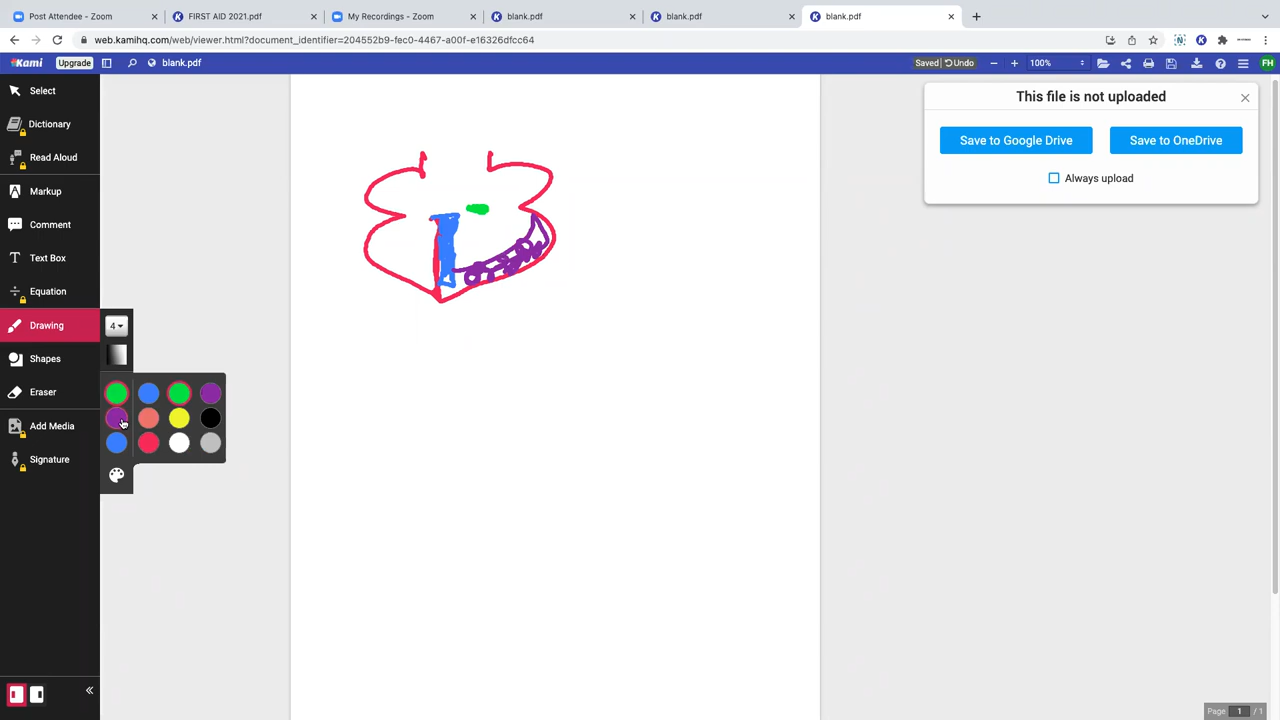 Post Attendee - Zoom
FIRST AID 2021.pdf
My Recordings - Zoom
blank.pdf
blank.pdf
blank.pdf
web.kamihq.com/web/viewer.html?document_identifier=204552b9-fec0-4467-a00f-e16326dfcc64
Kami Upgrade blank.pdf Saved Undo 100% FH
This file is not uploaded
Save to Google Drive Save to OneDrive
Always upload
Select
Dictionary
Read Aloud
Markup
Comment
Text Box
Equation
Drawing
4
Shapes
Eraser
Add Media
Signature
Page 1 / 1